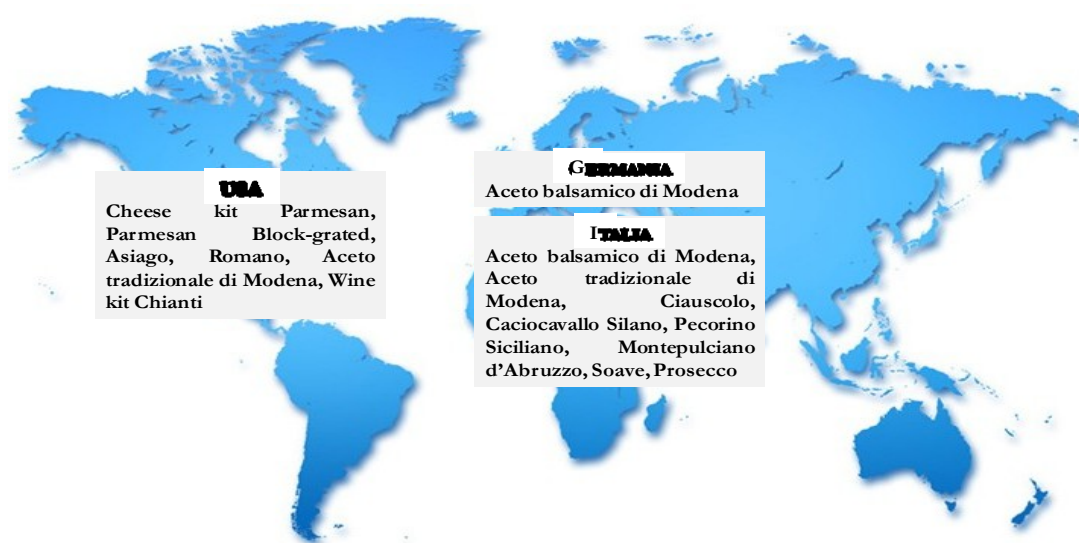 USA
Cheese kit Parmesan,
Parmesan Block-grated,
Asiago, Romano, Aceto
tradizionale di Modena, Wine
kit Chianti
GERMANIA
Aceto balsamico di Modena
ITALIA
Aceto balsamico di Modena,
Aceto tradizionale di
Modena, Ciauscolo,
Caciocavallo Silano, Pecorino
Siciliano, Montepulciano
d’Abruzzo, Soave, Prosecco